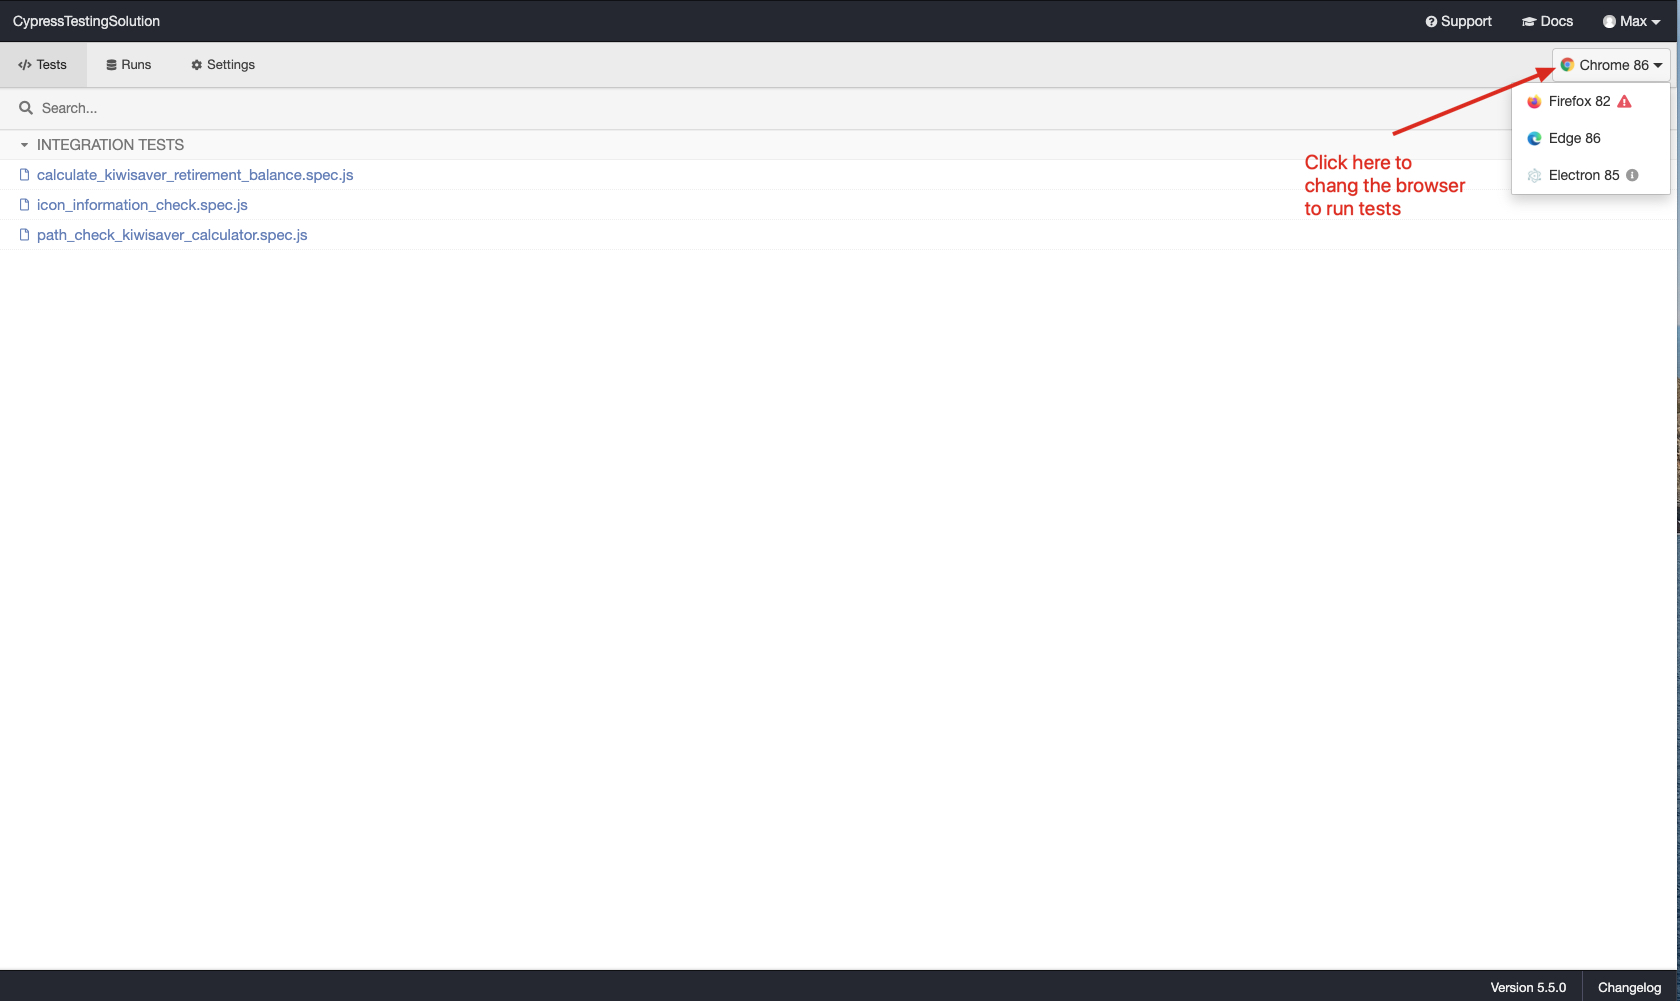 CypressTestingSolution
Support
Docs
Max
Tests
Runs
Settings
Chrome 86
Search...
Firefox 82
Edge 86
Electron 85
INTEGRATION TESTS
calculate_kiwisaver_retirement_balance.spec.js
icon_information_check.spec.js
path_check_kiwisaver_calculator.spec.js
Click here to
chang the browser
to run tests
Version 5.5.0
Changelog